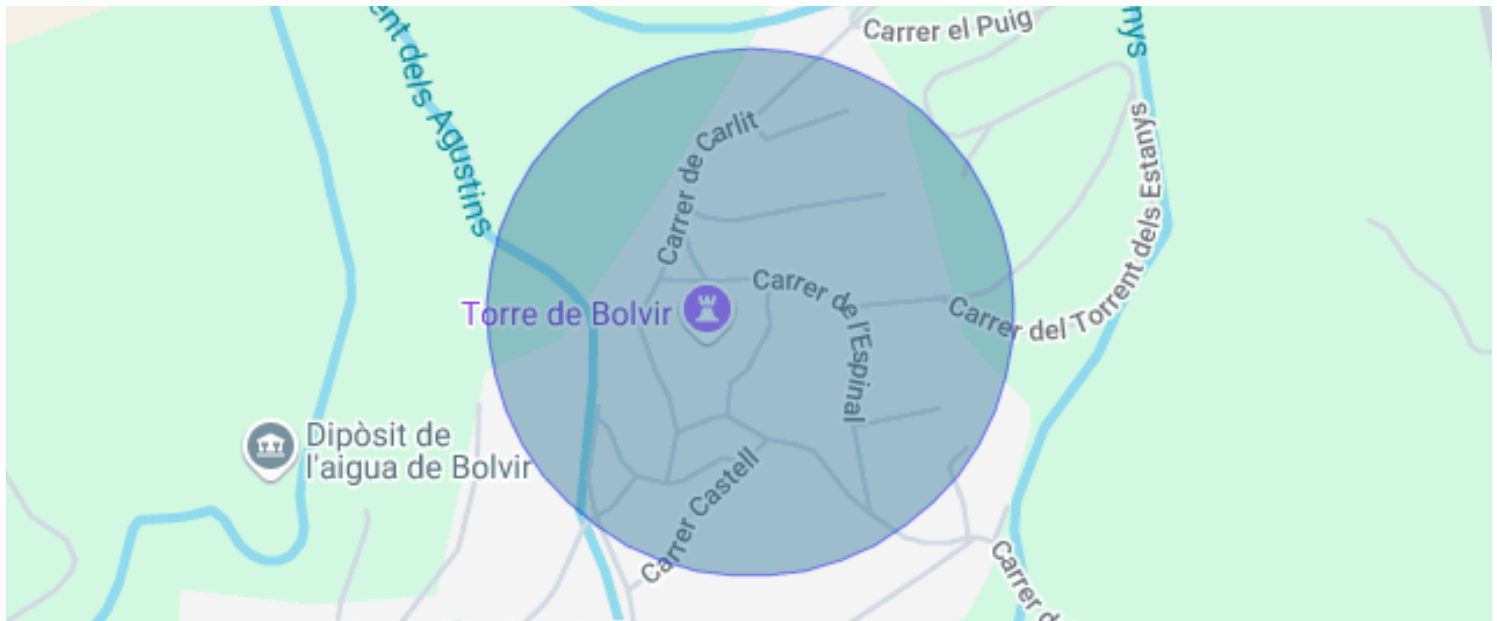 ent dels Agustins
Carrer el Puig
nys
Carrer de Carlit
Carrer del Torrent dels Estanys
Torre de Bolvir
Carrer de l'Espinal
Dipòsit de
l'aigua de Bolvir
Carrer Castell
Carrer d